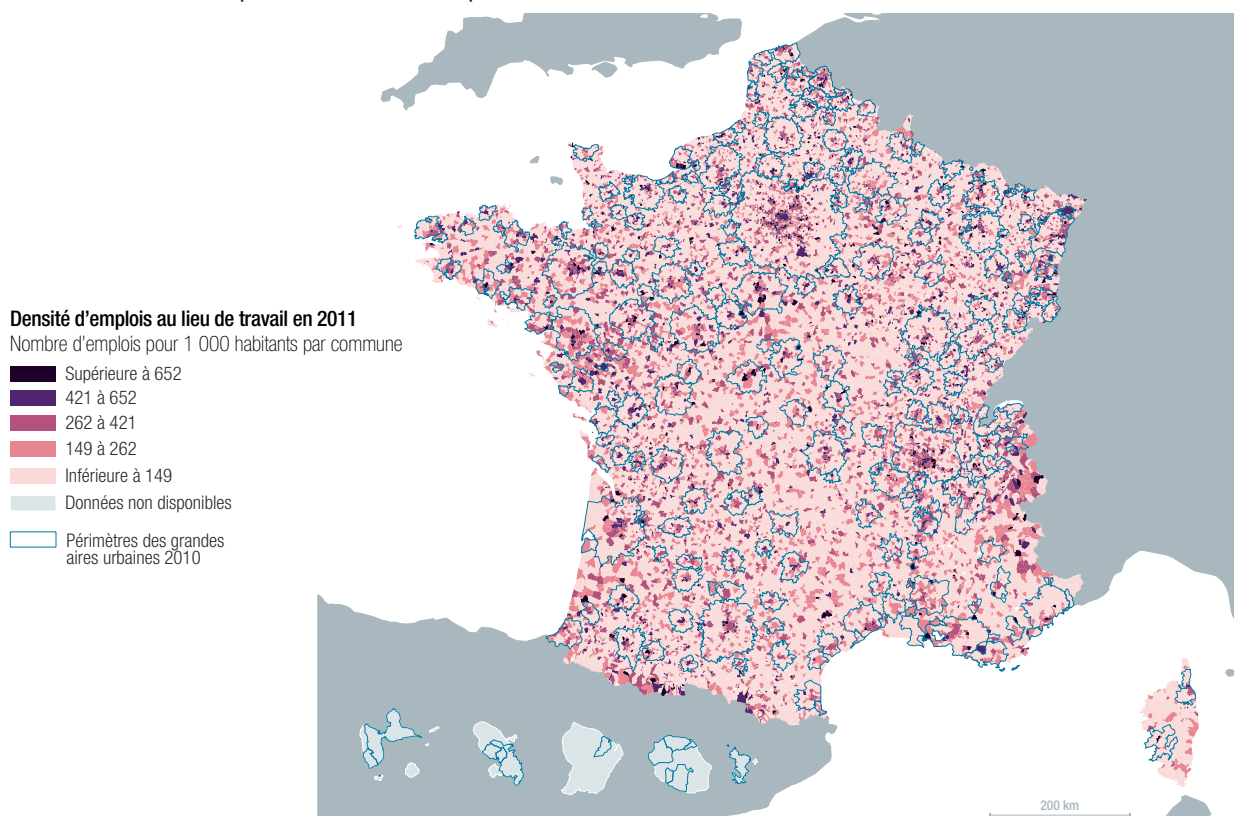 Densité d'emplois au lieu de travail en 2011
Nombre d'emplois pour 1 000 habitants par commune
Supérieure à 652
421 à 652
262 à 421
149 à 262
Inférieure à 149
Données non disponibles
Périmètres des grandes
aires urbaines 2010
200 km